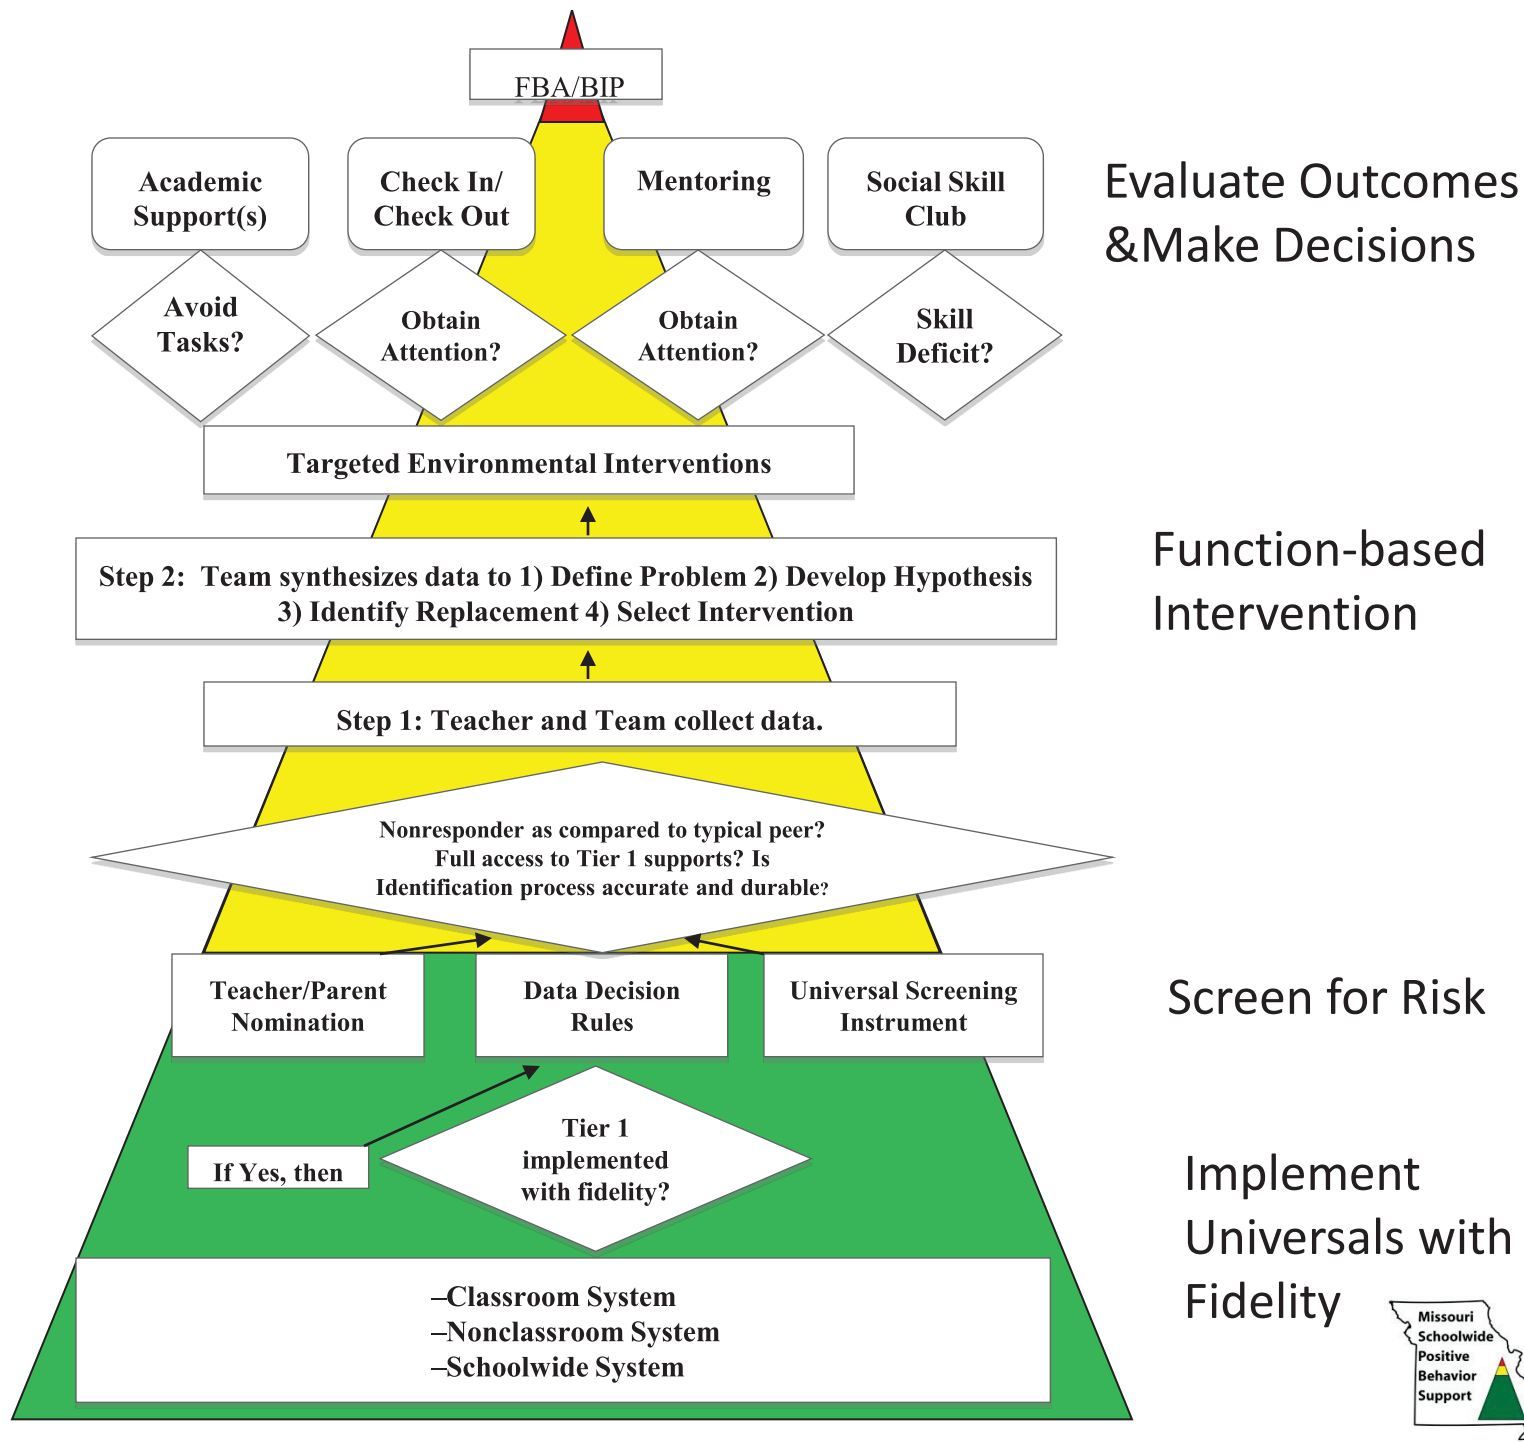 FBA/BIP
Academic
Support(s)
Check In/
Check Out
Mentoring
Social Skill
Club
Evaluate Outcomes
&Make Decisions
Avoid
Tasks?
Obtain
Attention?
Obtain
Attention?
Skill
Deficit?
Targeted Environmental Interventions
Step 2:  Team synthesizes data to 1) Define Problem 2) Develop Hypothesis
3) Identify Replacement 4) Select Intervention
Function-based
Intervention
Step 1: Teacher and Team collect data.
Nonresponder as compared to typical peer?
Full access to Tier 1 supports? Is
Identification process accurate and durable?
Teacher/Parent
Nomination
Data Decision
Rules
Universal Screening
Instrument
Screen for Risk
If Yes, then
Tier 1
implemented
with fidelity?
Implement
Universals with
Fidelity
–Classroom System
–Nonclassroom System
–Schoolwide System
Missouri
Schoolwide
Positive
Behavior
Support